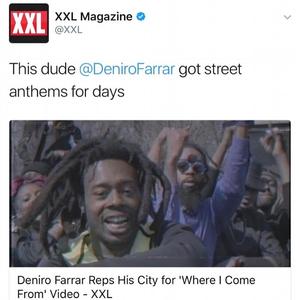 XXL
XXL Magazine
@XXL
This dude @DeniroFarrar got street
anthems for days
Deniro Farrar Reps His City for 'Where I Come
From' Video - XXL